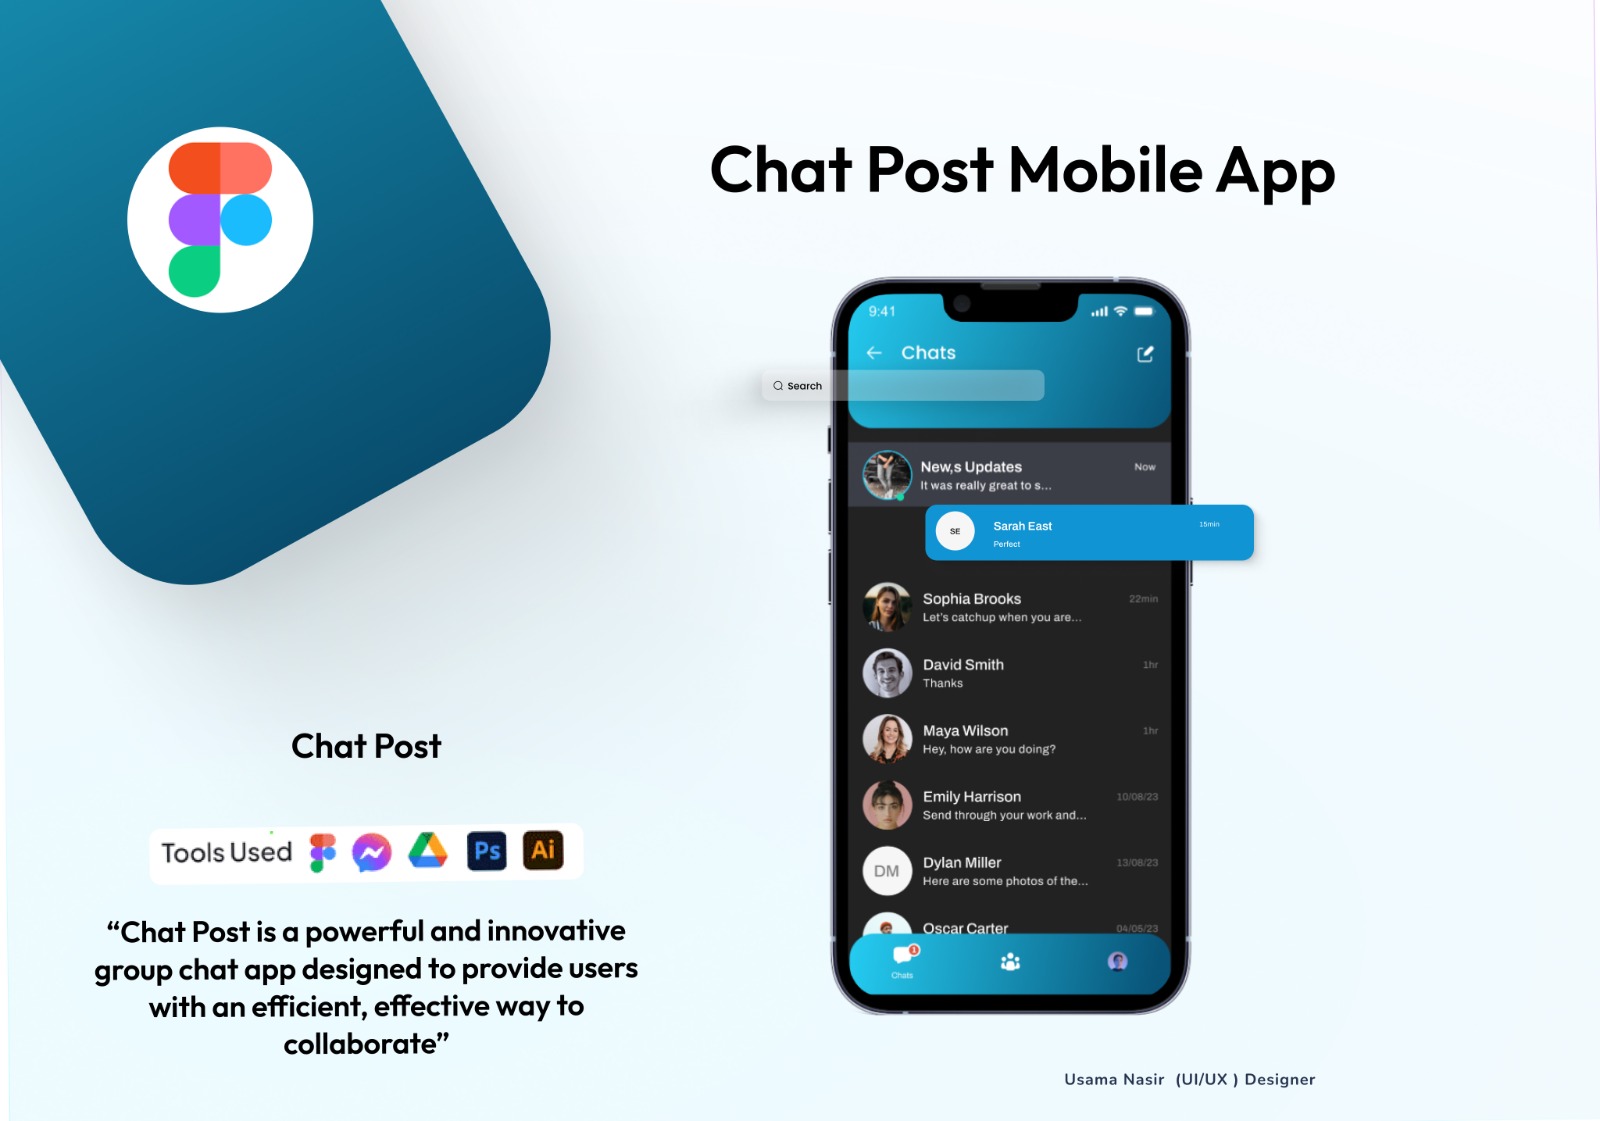 Chat Post Mobile App
9:41
Chats
Search
New,s Updates
Now
It was really great to s...
SE
Sarah East
15min
Perfect
Sophia Brooks
22min
Let's catchup when you are...
David Smith
1hr
Thanks
Maya Wilson
1hr
Hey, how are you doing?
Emily Harrison
10/08/23
Send through your work and...
DM
Dylan Miller
13/08/23
Here are some photos of the...
Oscar Carter
04/05/23
1
Chats
Chat Post
Tools Used
Ps
Ai
“Chat Post is a powerful and innovative
group chat app designed to provide users
with an efficient, effective way to
collaborate”
Usama Nasir (UI/UX ) Designer